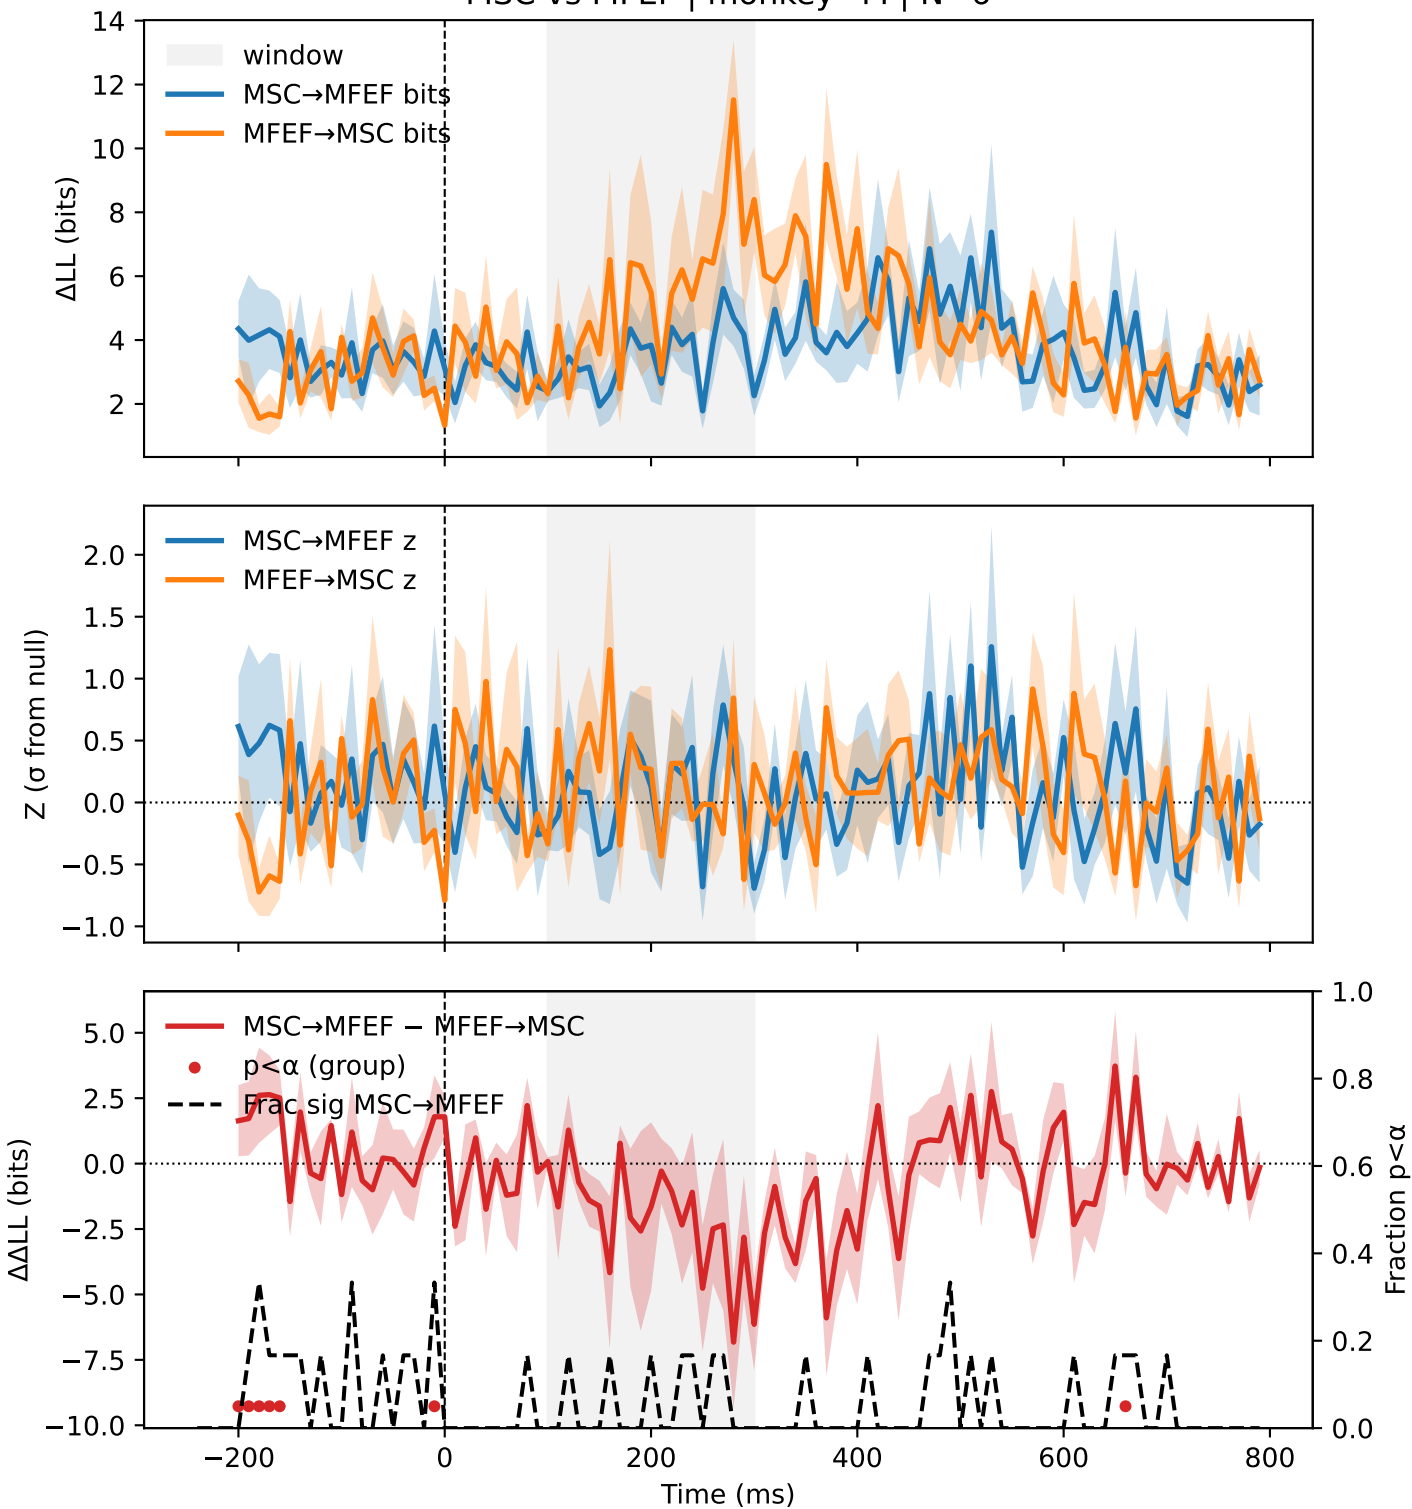 14
12
10
8
6
4
2
ΔLL (bits)
window
MSC→MFEF bits
MFEF→MSC bits
2.0
1.5
1.0
0.5
0.0
−0.5
−1.0
Z (σ from null)
MSC→MFEF z
MFEF→MSC z
5.0
2.5
0.0
−2.5
−5.0
−7.5
−10.0
ΔΔLL (bits)
MSC→MFEF − MFEF→MSC
p<α (group)
Frac sig MSC→MFEF
1.0
0.8
0.6
0.4
0.2
0.0
Fraction p<α
−200 0 200 400 600 800
Time (ms)